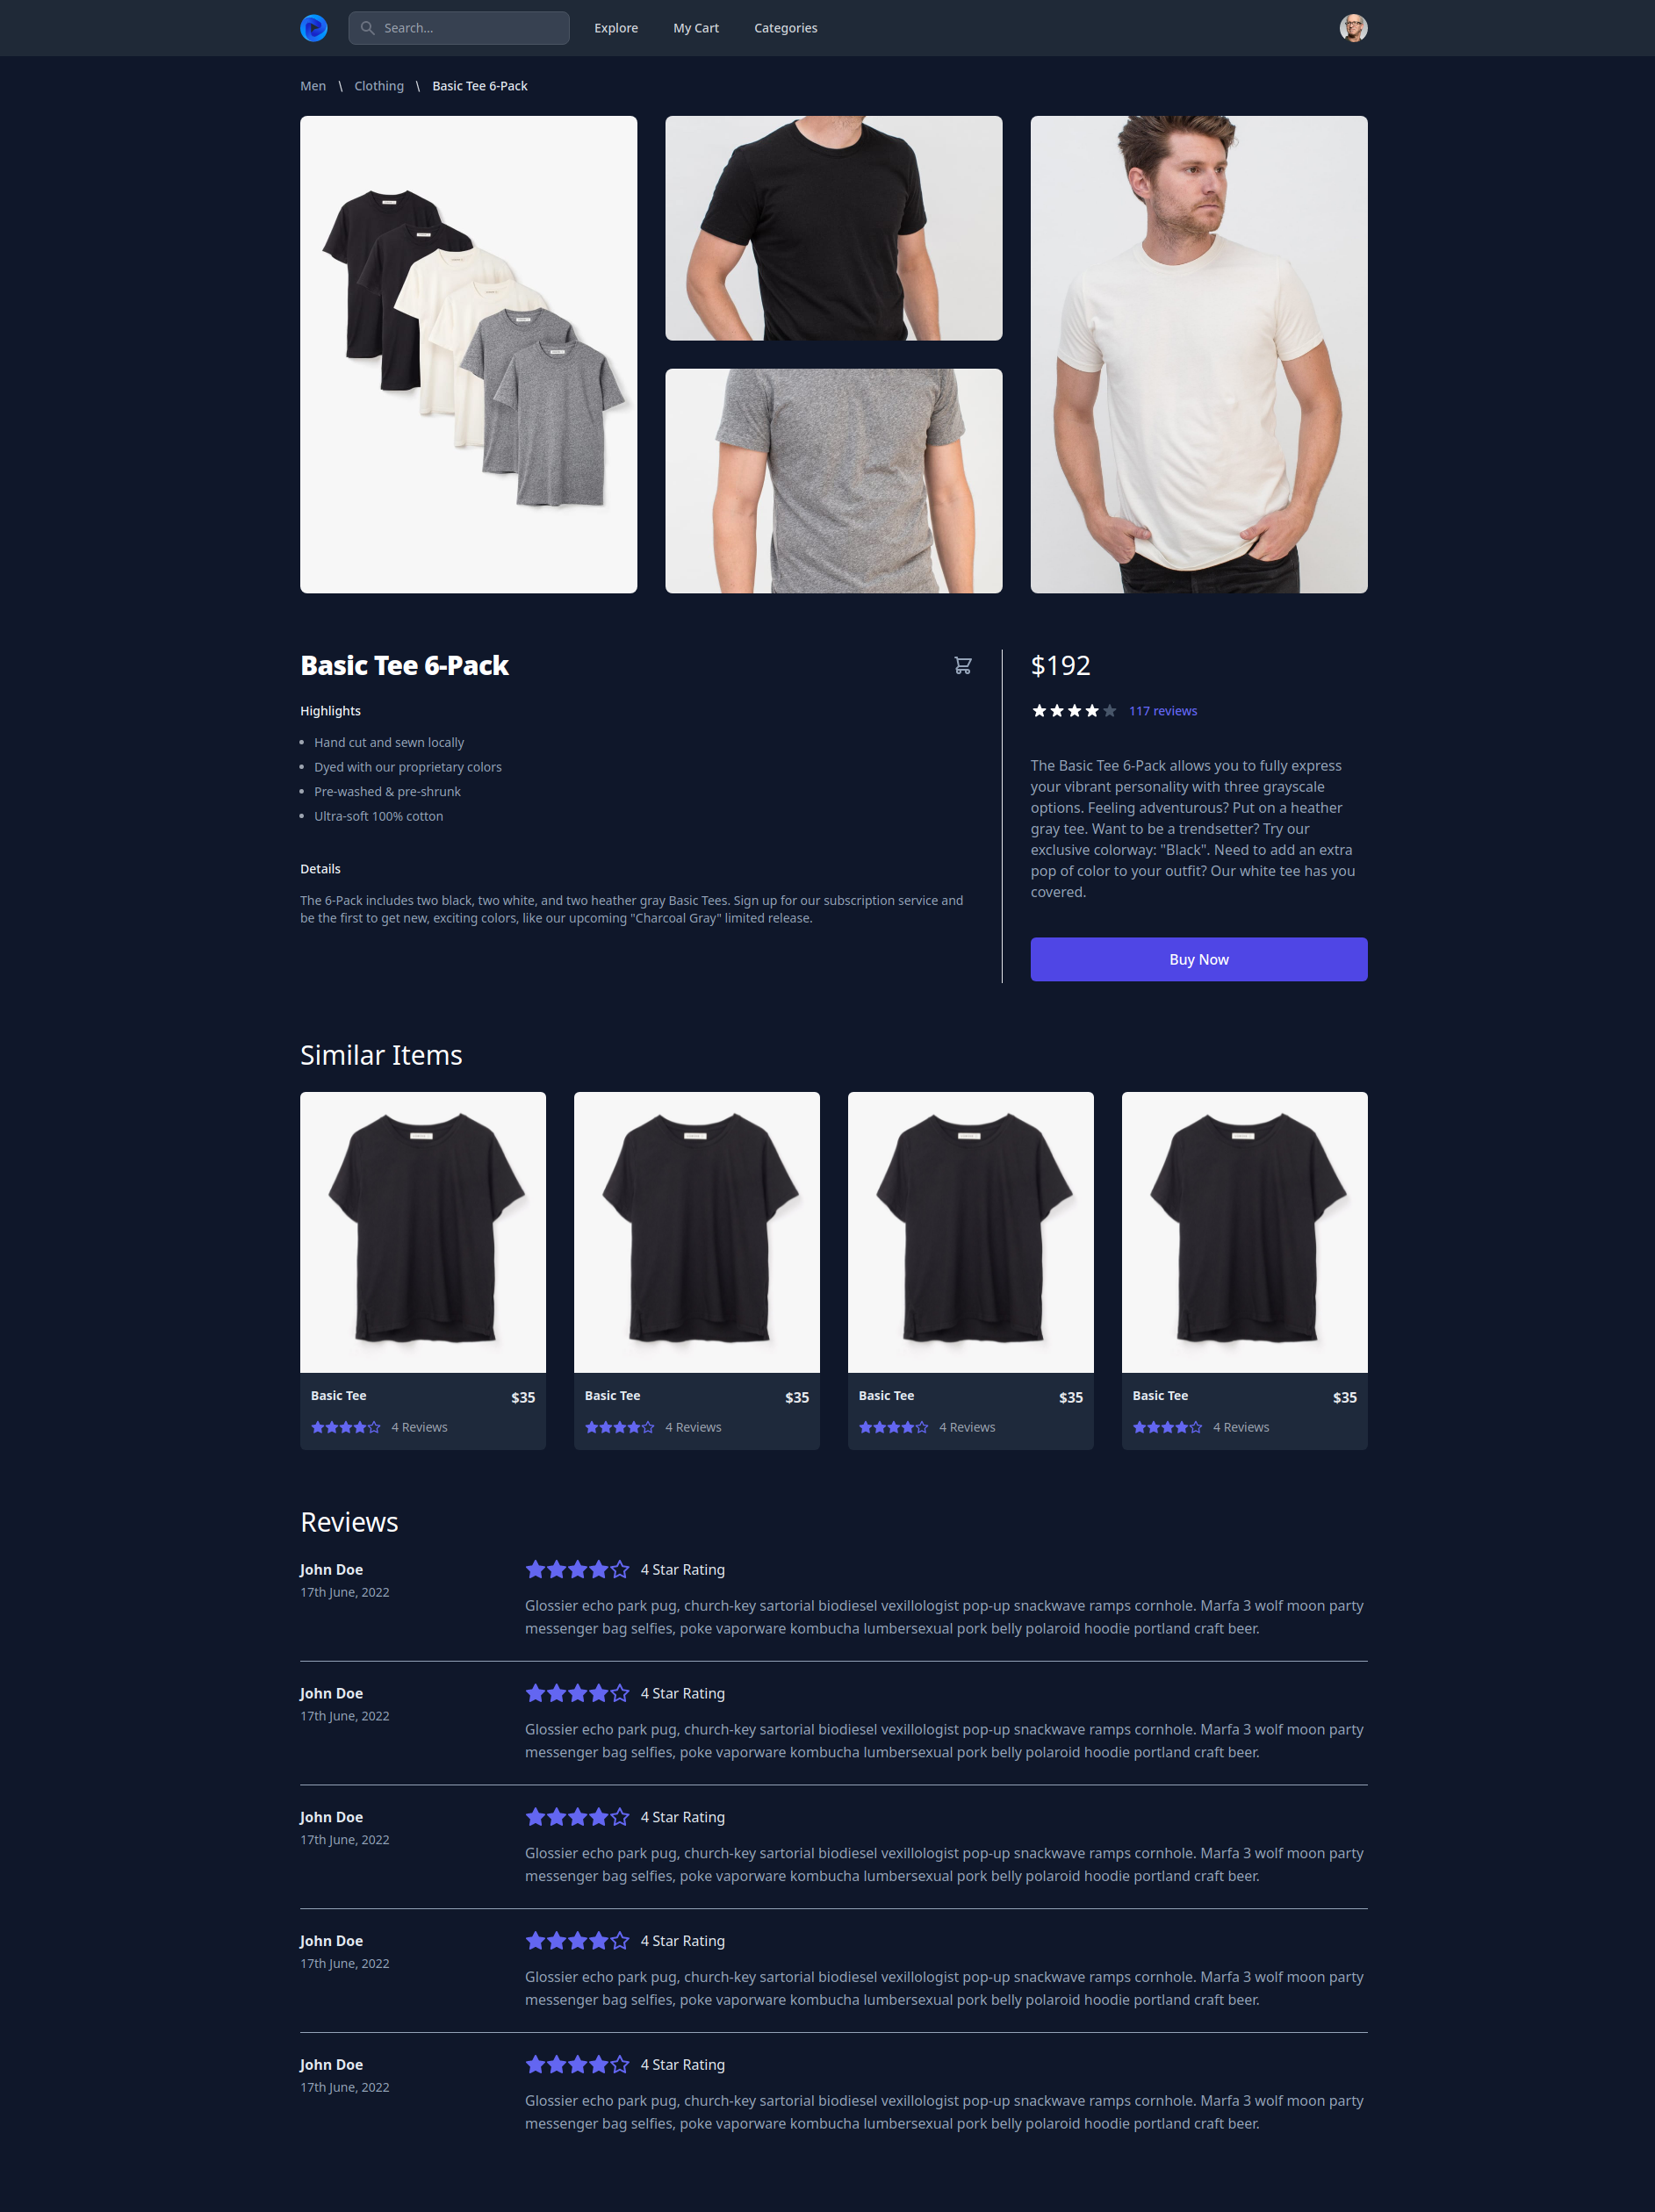 Search...
Explore
My Cart
Categories
Men \ Clothing \ Basic Tee 6-Pack
Basic Tee 6-Pack
Highlights
Hand cut and sewn locally
Dyed with our proprietary colors
Pre-washed & pre-shrunk
Ultra-soft 100% cotton
Details
The 6-Pack includes two black, two white, and two heather gray Basic Tees. Sign up for our subscription service and
be the first to get new, exciting colors, like our upcoming "Charcoal Gray" limited release.
$192
117 reviews
The Basic Tee 6-Pack allows you to fully express
your vibrant personality with three grayscale
options. Feeling adventurous? Put on a heather
gray tee. Want to be a trendsetter? Try our
exclusive colorway: "Black". Need to add an extra
pop of color to your outfit? Our white tee has you
covered.
Buy Now
Similar Items
Basic Tee
$35
4 Reviews
Basic Tee
$35
4 Reviews
Basic Tee
$35
4 Reviews
Basic Tee
$35
4 Reviews
Reviews
John Doe
17th June, 2022
4 Star Rating
Glossier echo park pug, church-key sartorial biodiesel vexillologist pop-up snackwave ramps cornhole. Marfa 3 wolf moon party
messenger bag selfies, poke vaporware kombucha lumbersexual pork belly polaroid hoodie portland craft beer.
John Doe
17th June, 2022
4 Star Rating
Glossier echo park pug, church-key sartorial biodiesel vexillologist pop-up snackwave ramps cornhole. Marfa 3 wolf moon party
messenger bag selfies, poke vaporware kombucha lumbersexual pork belly polaroid hoodie portland craft beer.
John Doe
17th June, 2022
4 Star Rating
Glossier echo park pug, church-key sartorial biodiesel vexillologist pop-up snackwave ramps cornhole. Marfa 3 wolf moon party
messenger bag selfies, poke vaporware kombucha lumbersexual pork belly polaroid hoodie portland craft beer.
John Doe
17th June, 2022
4 Star Rating
Glossier echo park pug, church-key sartorial biodiesel vexillologist pop-up snackwave ramps cornhole. Marfa 3 wolf moon party
messenger bag selfies, poke vaporware kombucha lumbersexual pork belly polaroid hoodie portland craft beer.
John Doe
17th June, 2022
4 Star Rating
Glossier echo park pug, church-key sartorial biodiesel vexillologist pop-up snackwave ramps cornhole. Marfa 3 wolf moon party
messenger bag selfies, poke vaporware kombucha lumbersexual pork belly polaroid hoodie portland craft beer.